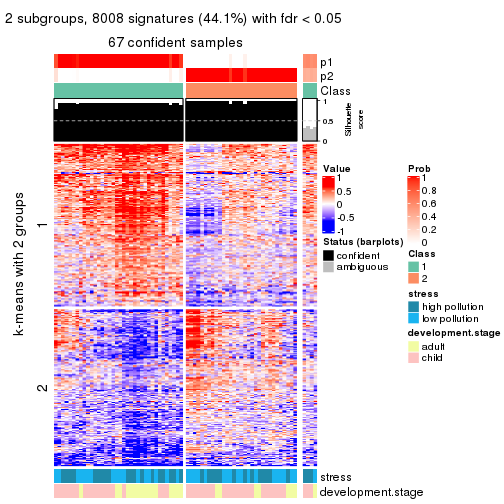 2 subgroups, 8008 signatures (44.1%) with fdr < 0.05
67 confident samples
p1
p2
Class
1
0.5
0
Silhouette
score
k-means with 2 groups
1
2
stress
development.stage
Value
1
0.5
0
-0.5
-1
Status (barplots)
confident
ambiguous
Prob
1
0.8
0.6
0.4
0.2
0
Class
1
2
stress
high pollution
low pollution
development.stage
adult
child